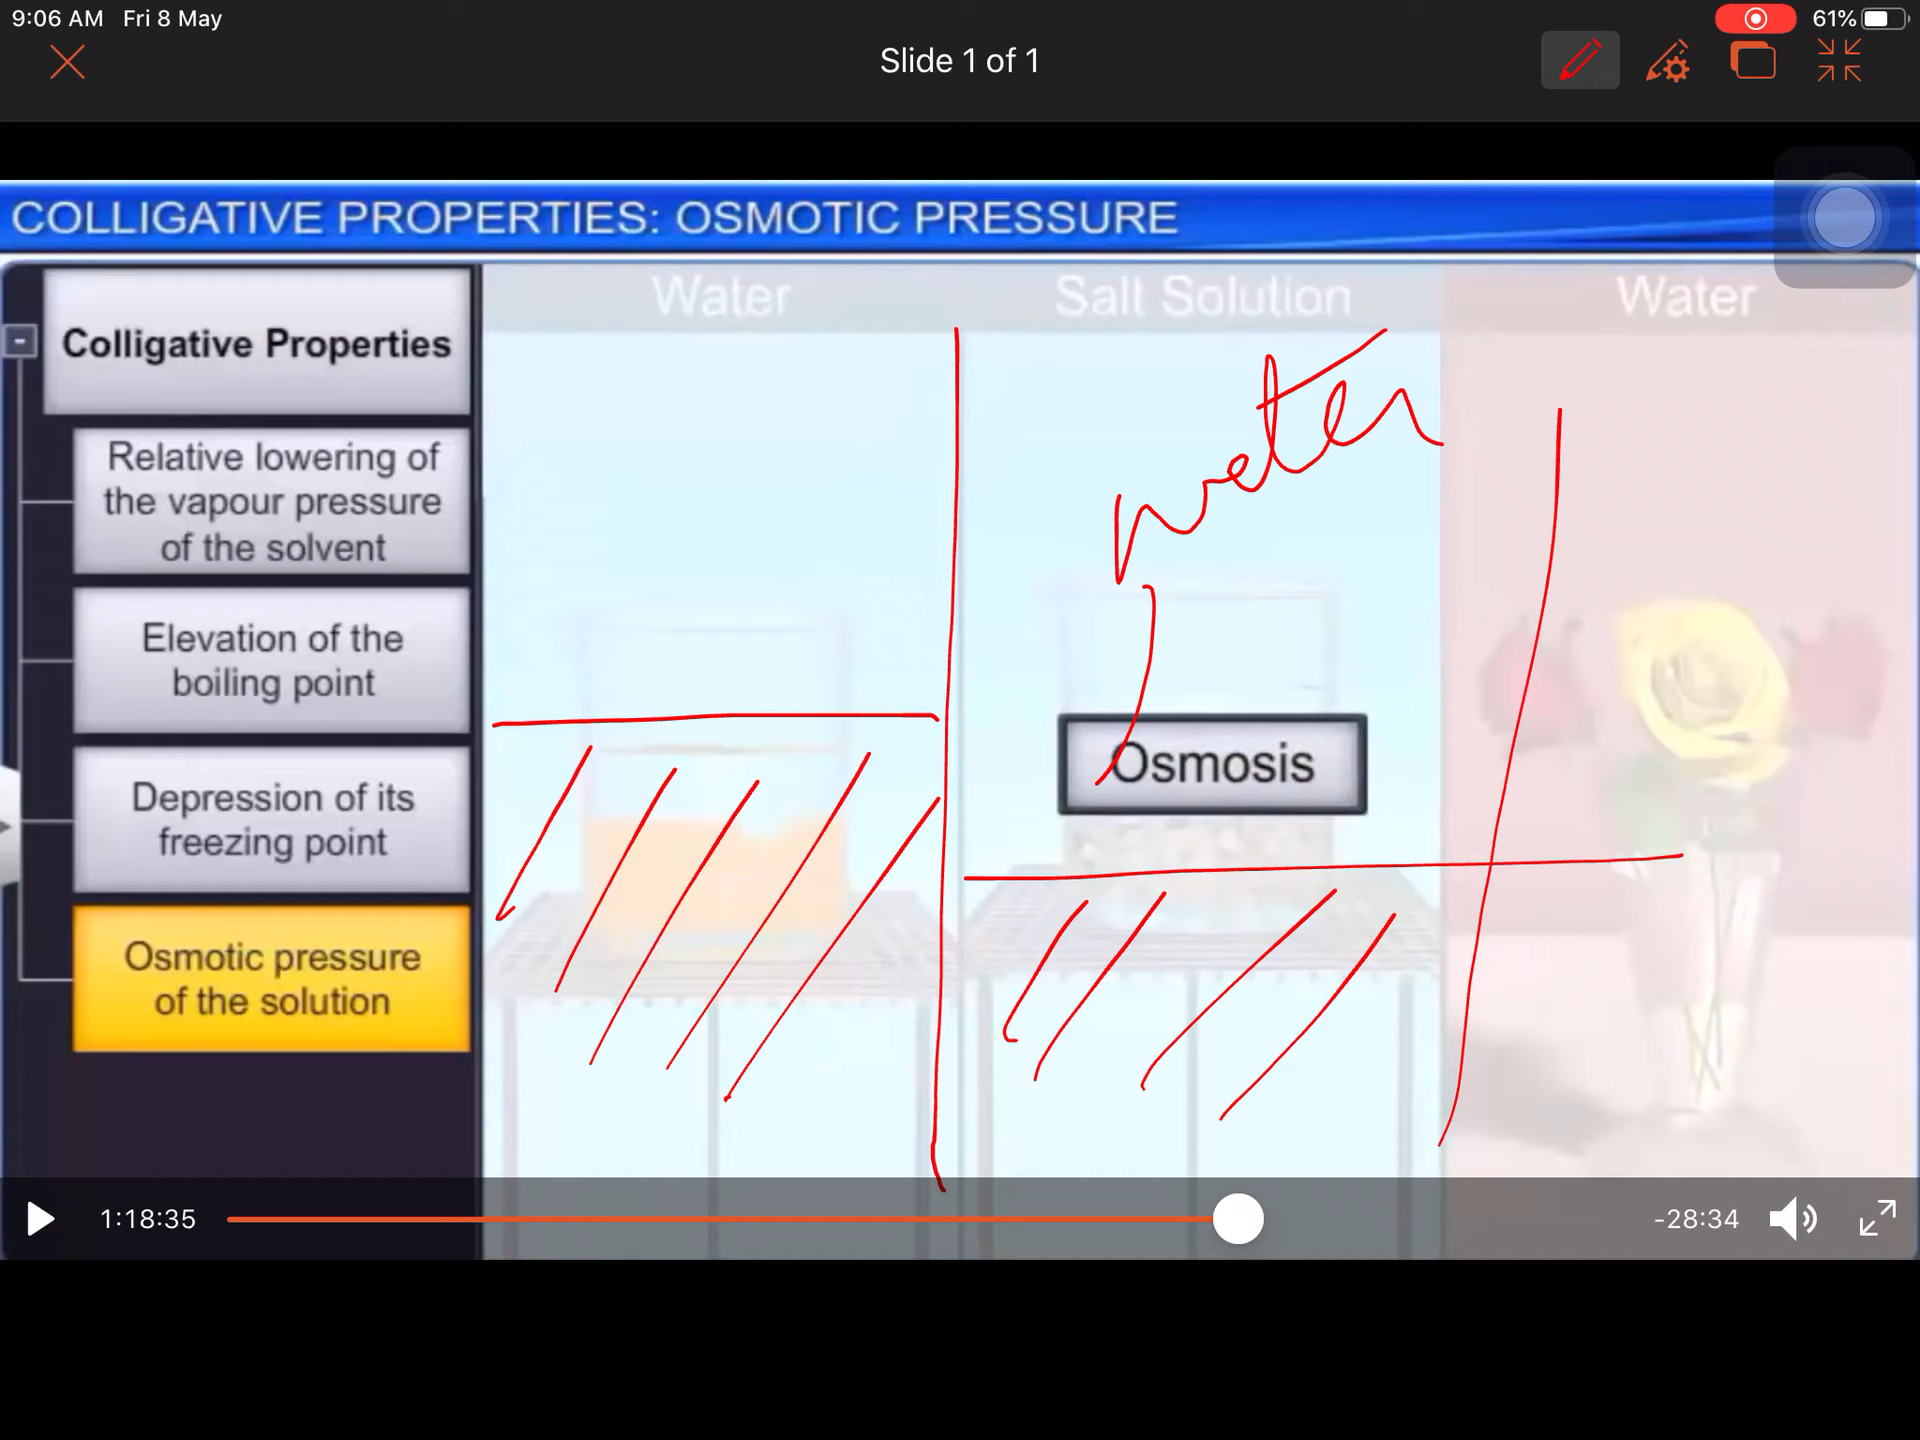 9:06 AM Fri 8 May
61%
Slide 1 of 1
COLLIGATIVE PROPERTIES: OSMOTIC PRESSURE
Water
Salt Solution
Water
-
Colligative Properties
Relative lowering of
the vapour pressure
of the solvent
Elevation of the
boiling point
Depression of its
freezing point
Osmotic pressure
of the solution
water
Osmosis
1:18:35
-28:34